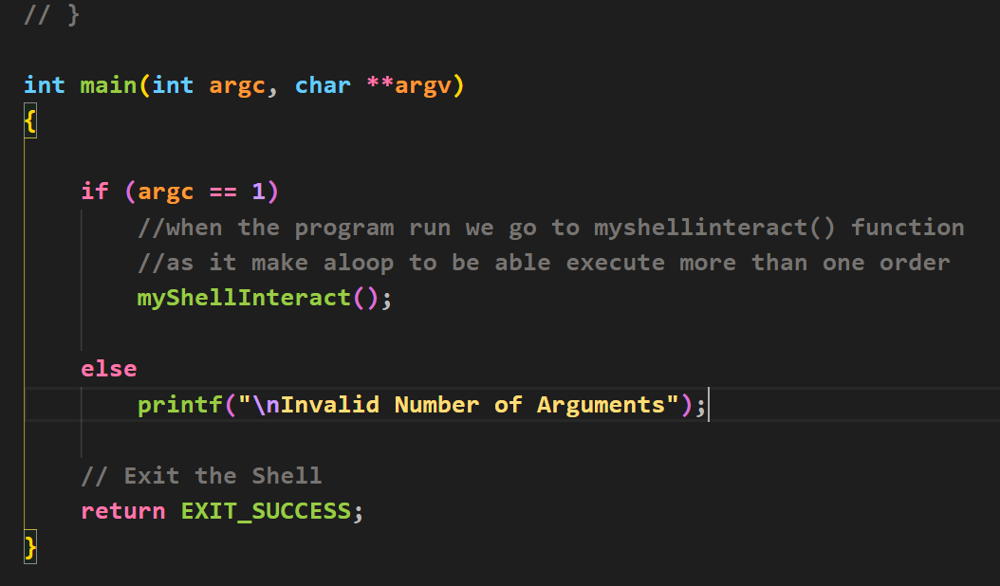 // }
int main(int argc, char **argv)
{
if (argc == 1)
//when the program run we go to myshellinteract() function
//as it make aloop to be able execute more than one order
myShellInteract();
else
printf("\nInvalid Number of Arguments");
// Exit the Shell
return EXIT_SUCCESS;
}